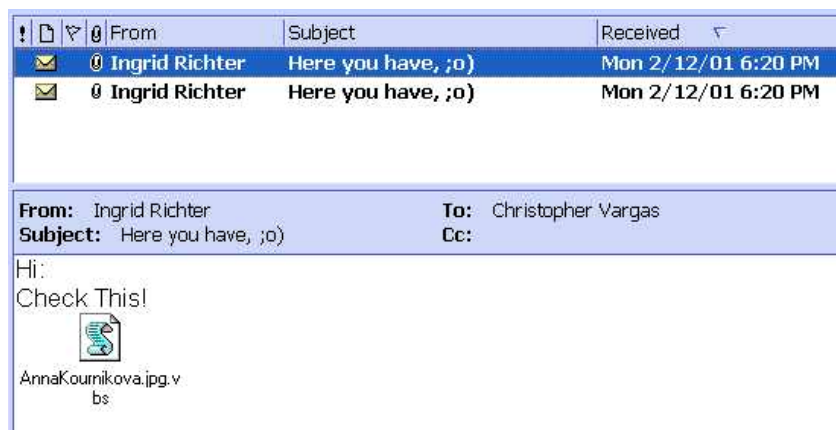 ! From Subject Received
Ingrid Richter Here you have, ;o) Mon 2/12/01 6:20 PM
Ingrid Richter Here you have, ;o) Mon 2/12/01 6:20 PM
From: Ingrid Richter To: Christopher Vargas
Subject: Here you have, ;o) Cc:
Hi:
Check This!
AnnaKournikova.jpg.v
bs